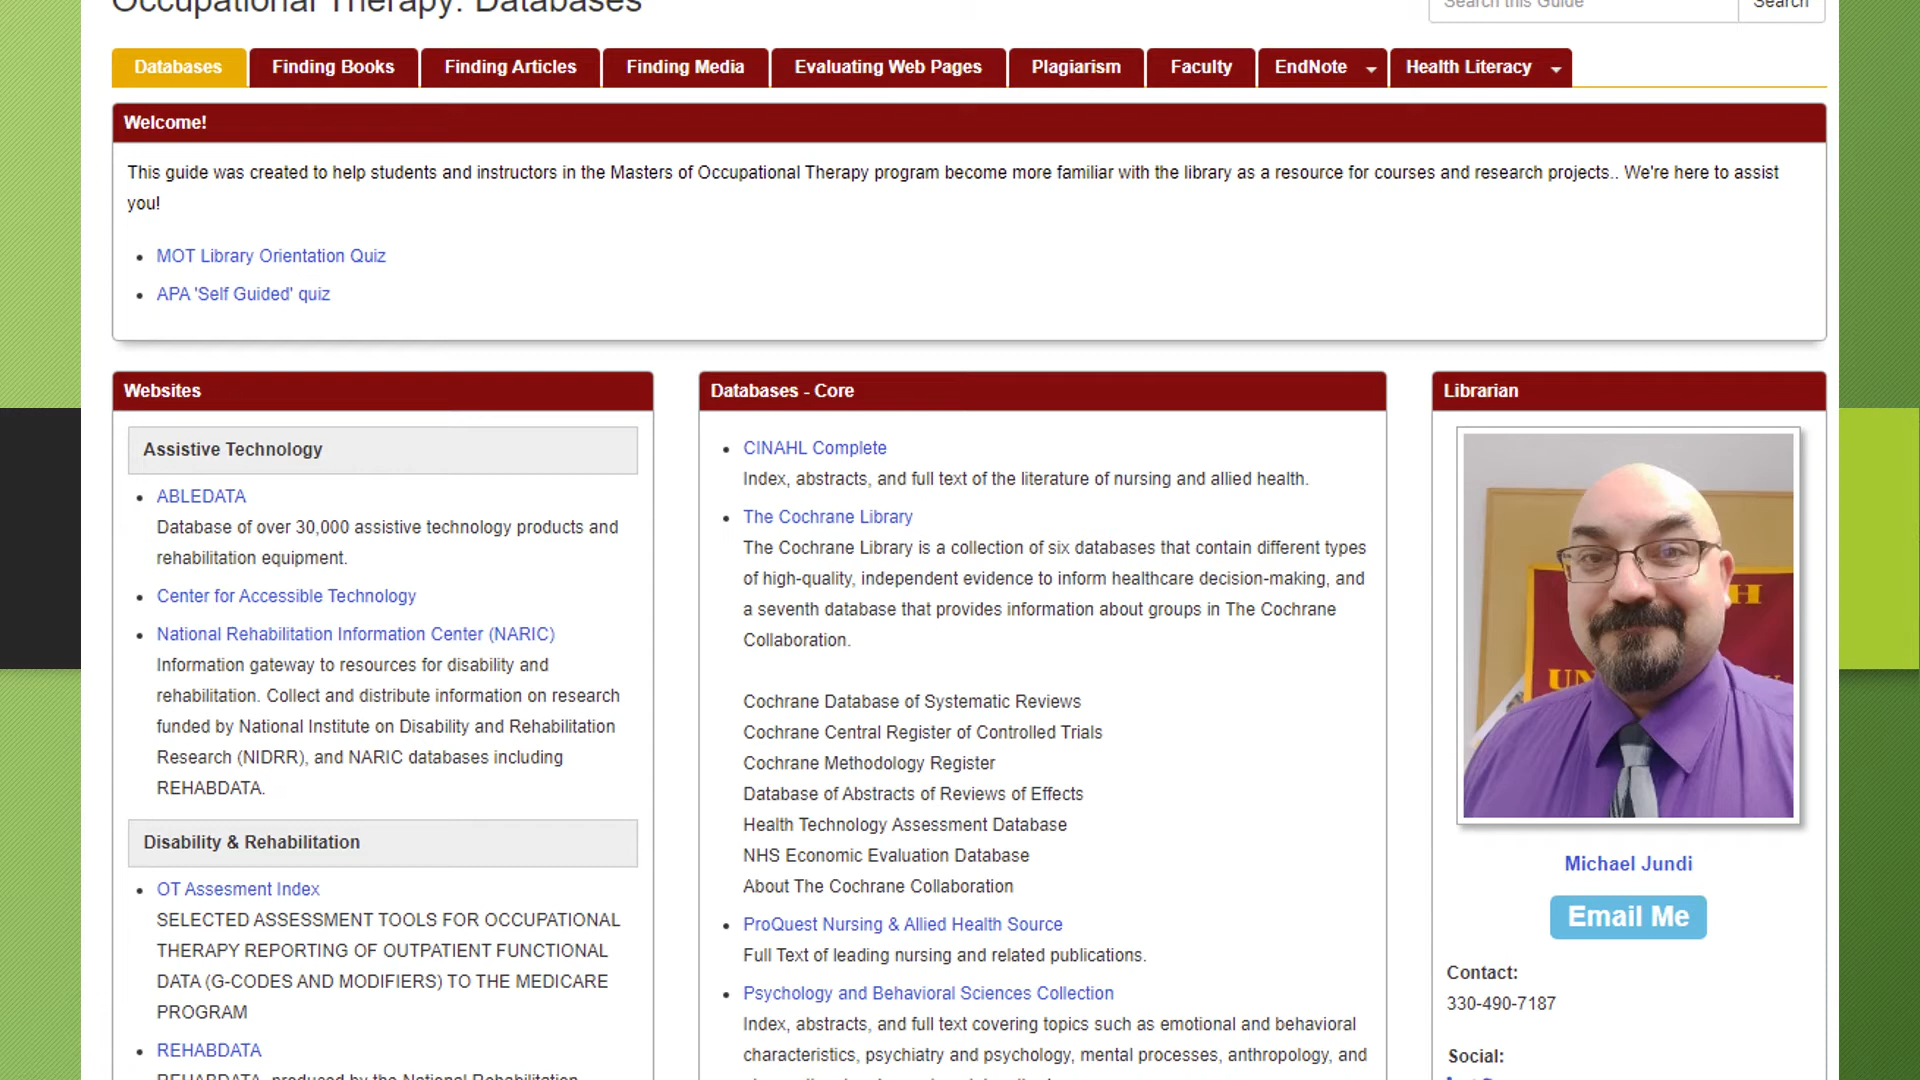 Occupational Therapy: Databases
Search this Guide
Search
Databases
Finding Books
Finding Articles
Finding Media
Evaluating Web Pages
Plagiarism
Faculty
EndNote
Health Literacy
Welcome!
This guide was created to help students and instructors in the Masters of Occupational Therapy program become more familiar with the library as a resource for courses and research projects.. We're here to assist
you!
MOT Library Orientation Quiz
APA 'Self Guided' quiz
Websites
Assistive Technology
ABLEDATA
Database of over 30,000 assistive technology products and
rehabilitation equipment.
Center for Accessible Technology
National Rehabilitation Information Center (NARIC)
Information gateway to resources for disability and
rehabilitation. Collect and distribute information on research
funded by National Institute on Disability and Rehabilitation
Research (NIDRR), and NARIC databases including
REHABDATA.
Disability & Rehabilitation
OT Assesment Index
SELECTED ASSESSMENT TOOLS FOR OCCUPATIONAL
THERAPY REPORTING OF OUTPATIENT FUNCTIONAL
DATA (G-CODES AND MODIFIERS) TO THE MEDICARE
PROGRAM
REHABDATA
REHABDATA, produced by the National Rehabilitation
Databases - Core
CINAHL Complete
Index, abstracts, and full text of the literature of nursing and allied health.
The Cochrane Library
The Cochrane Library is a collection of six databases that contain different types
of high-quality, independent evidence to inform healthcare decision-making, and
a seventh database that provides information about groups in The Cochrane
Collaboration.
Cochrane Database of Systematic Reviews
Cochrane Central Register of Controlled Trials
Cochrane Methodology Register
Database of Abstracts of Reviews of Effects
Health Technology Assessment Database
NHS Economic Evaluation Database
About The Cochrane Collaboration
ProQuest Nursing & Allied Health Source
Full Text of leading nursing and related publications.
Psychology and Behavioral Sciences Collection
Index, abstracts, and full text covering topics such as emotional and behavioral
characteristics, psychiatry and psychology, mental processes, anthropology, and
Librarian
H
UN
Y
Michael Jundi
Email Me
Contact:
330-490-7187
Social: